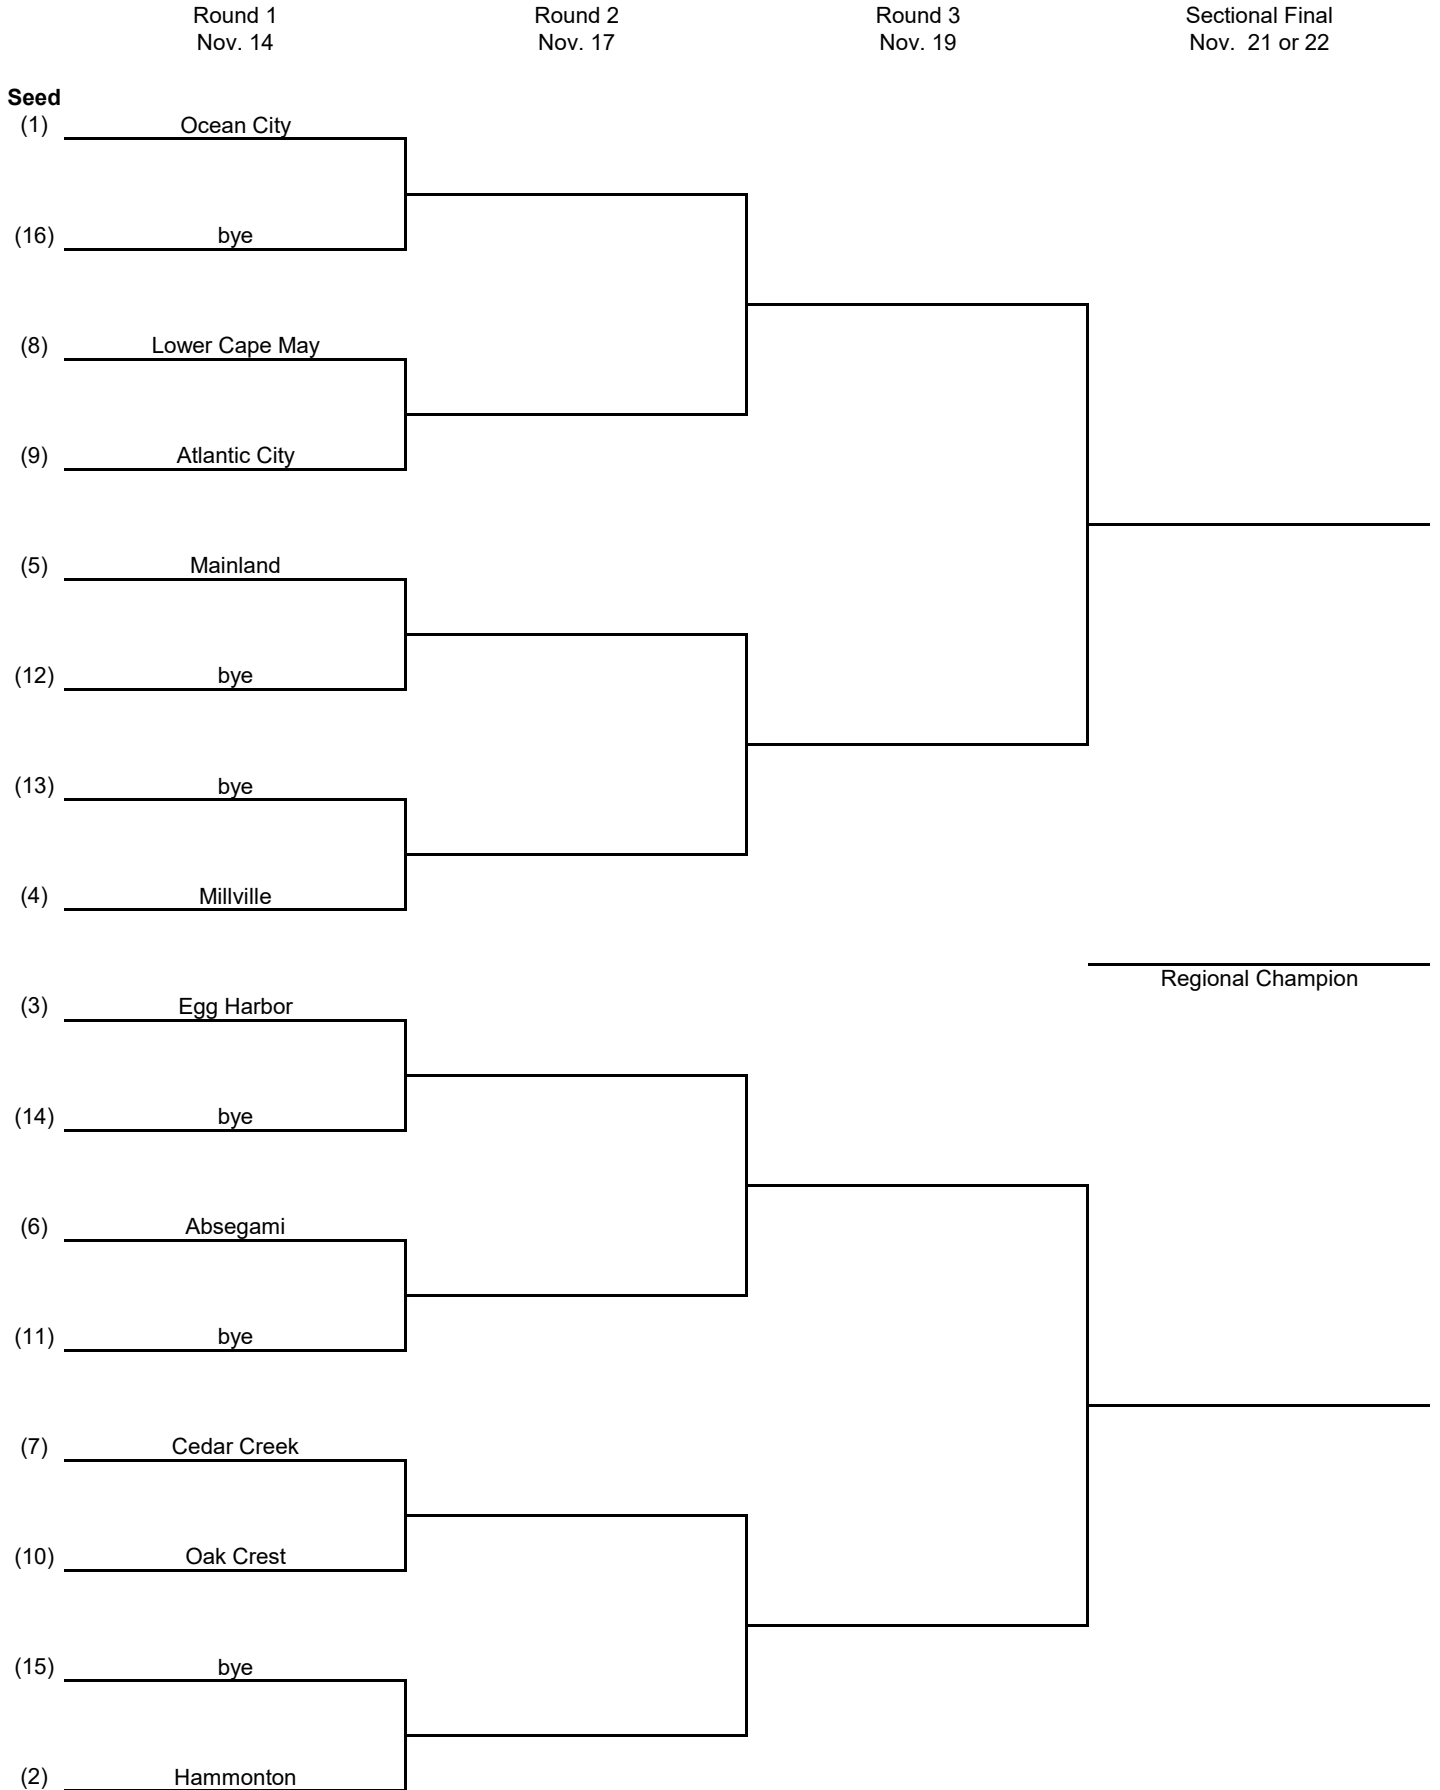 Round 1 Round 2 Round 3 Sectional Final
Nov. 14 Nov. 17 Nov. 19 Nov. 21 or 22
Seed
(1) Ocean City
(16) bye
(8) Lower Cape May
(9) Atlantic City
(5) Mainland
(12) bye
(13) bye
(4) Millville
Regional Champion
(3) Egg Harbor
(14) bye
(6) Absegami
(11) bye
(7) Cedar Creek
(10) Oak Crest
(15) bye
(2) Hammonton